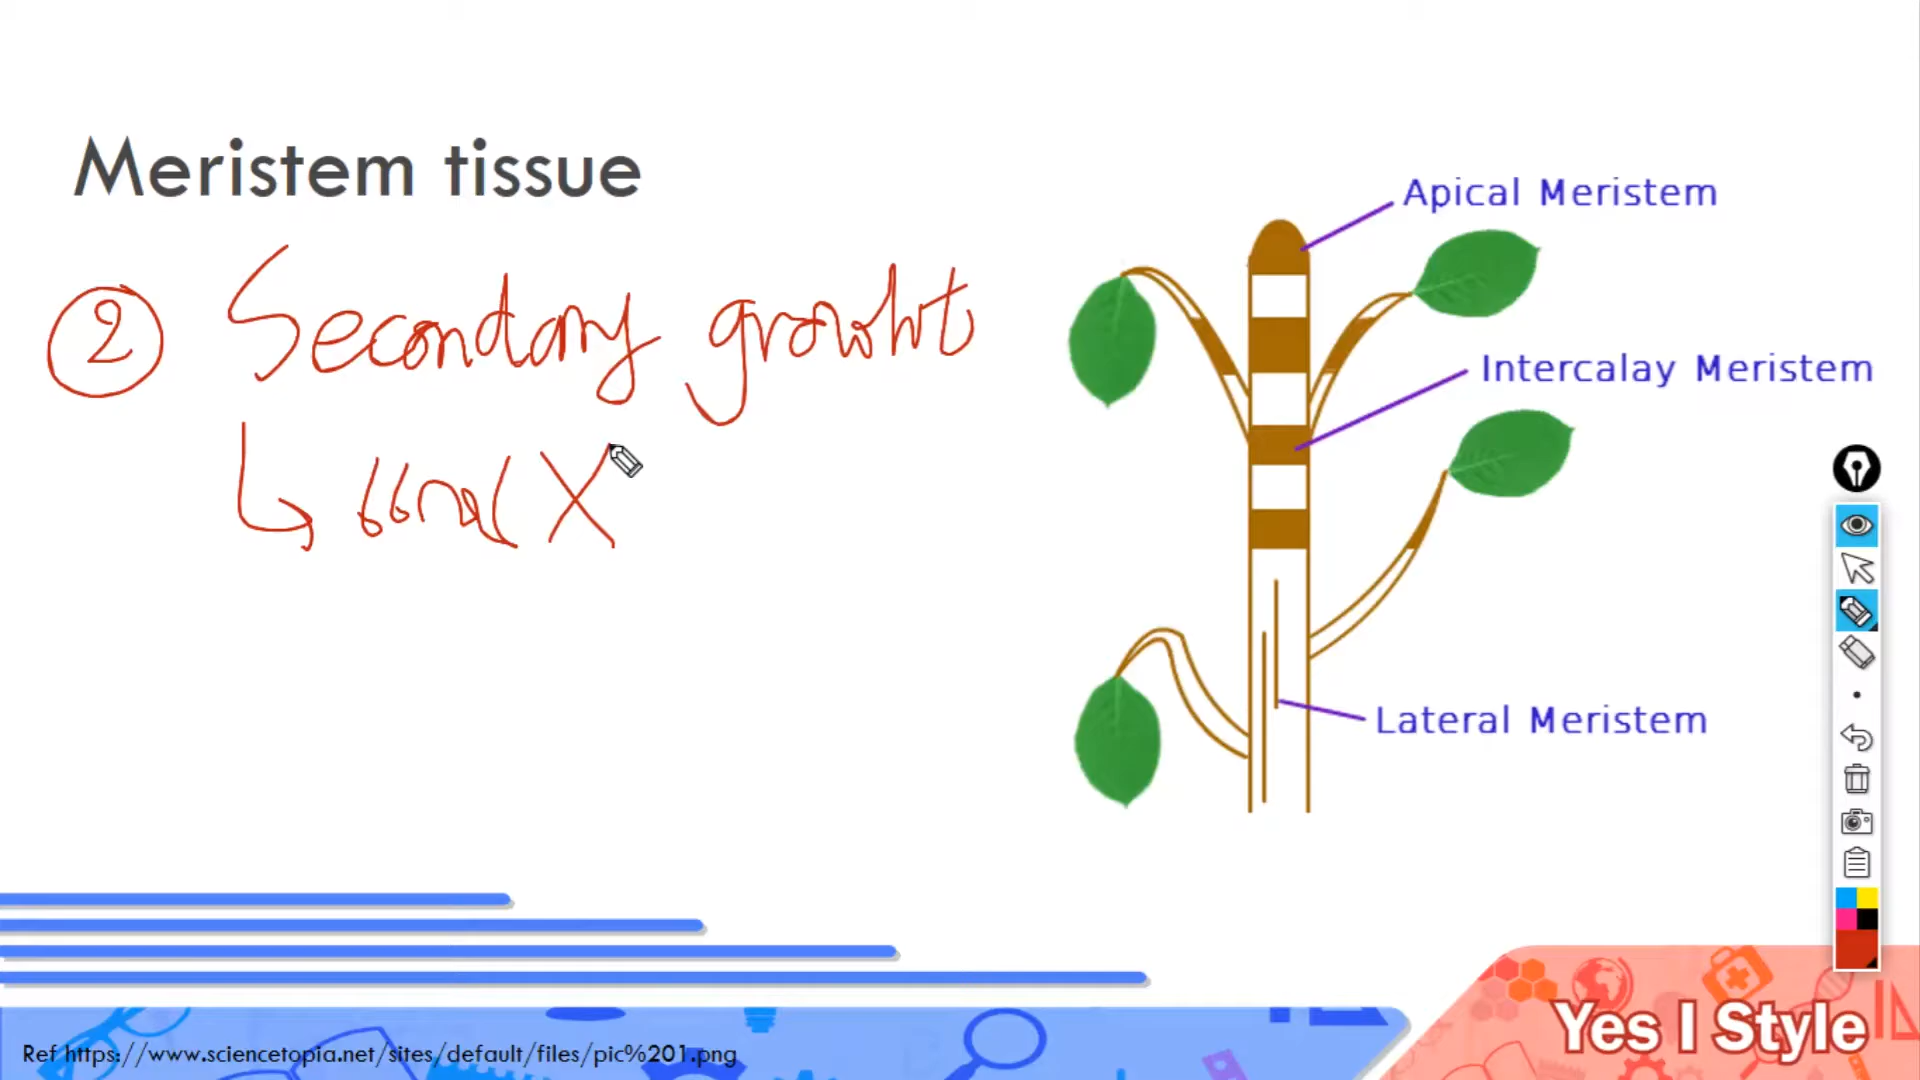 Meristem tissue
Apical Meristem
② Secondary growht
Intercalay Meristem
X
Lateral Meristem
Ref https://www.sciencetopia.net/sites/default/files/pic%201.png
Yes I Style